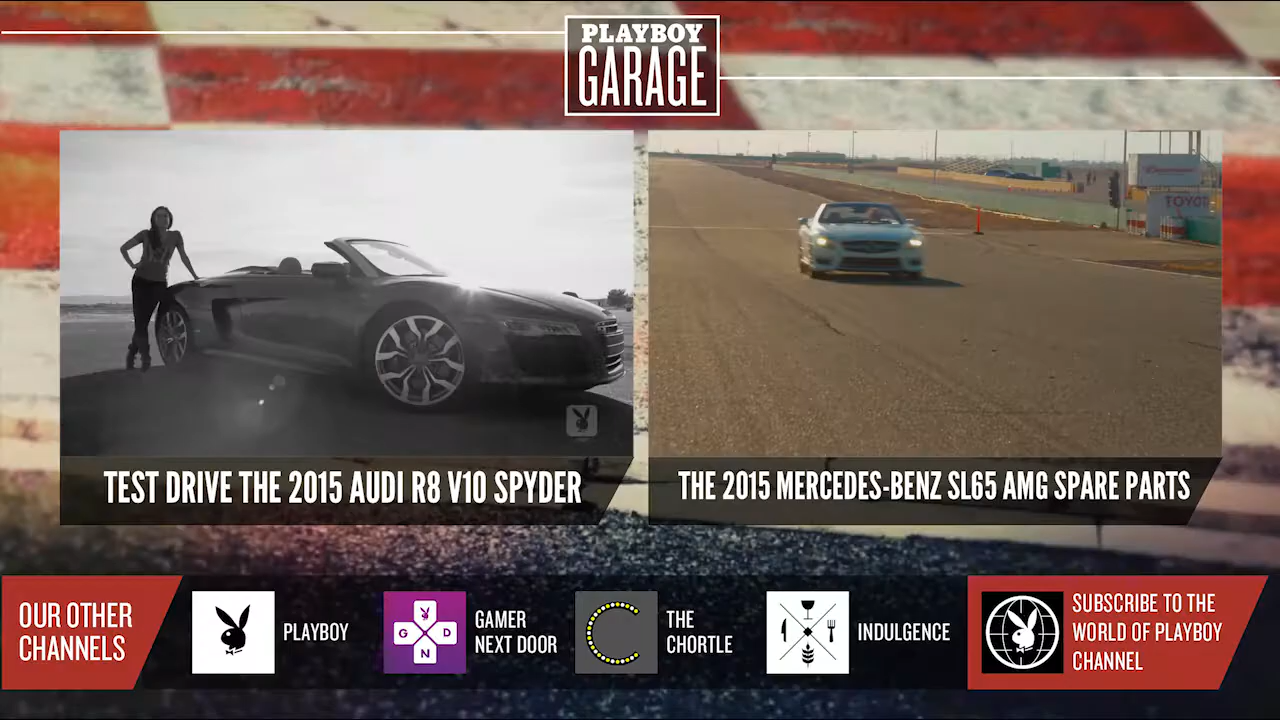 PLAYBOY
GARAGE
TOYOT
TEST DRIVE THE 2015 AUDI R8 V10 SPYDER
THE 2015 MERCEDES-BENZ SL65 AMG SPARE PARTS
OUR OTHER
CHANNELS
PLAYBOY
G D
N
GAMER
NEXT DOOR
THE
CHORTLE
INDULGENCE
SUBSCRIBE TO THE
WORLD OF PLAYBOY
CHANNEL